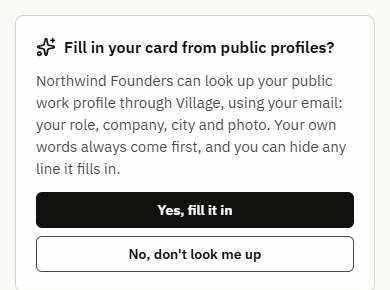 Fill in your card from public profiles?
Northwind Founders can look up your public
work profile through Village, using your email:
your role, company, city and photo. Your own
words always come first, and you can hide any
line it fills in.
Yes, fill it in
No, don't look me up